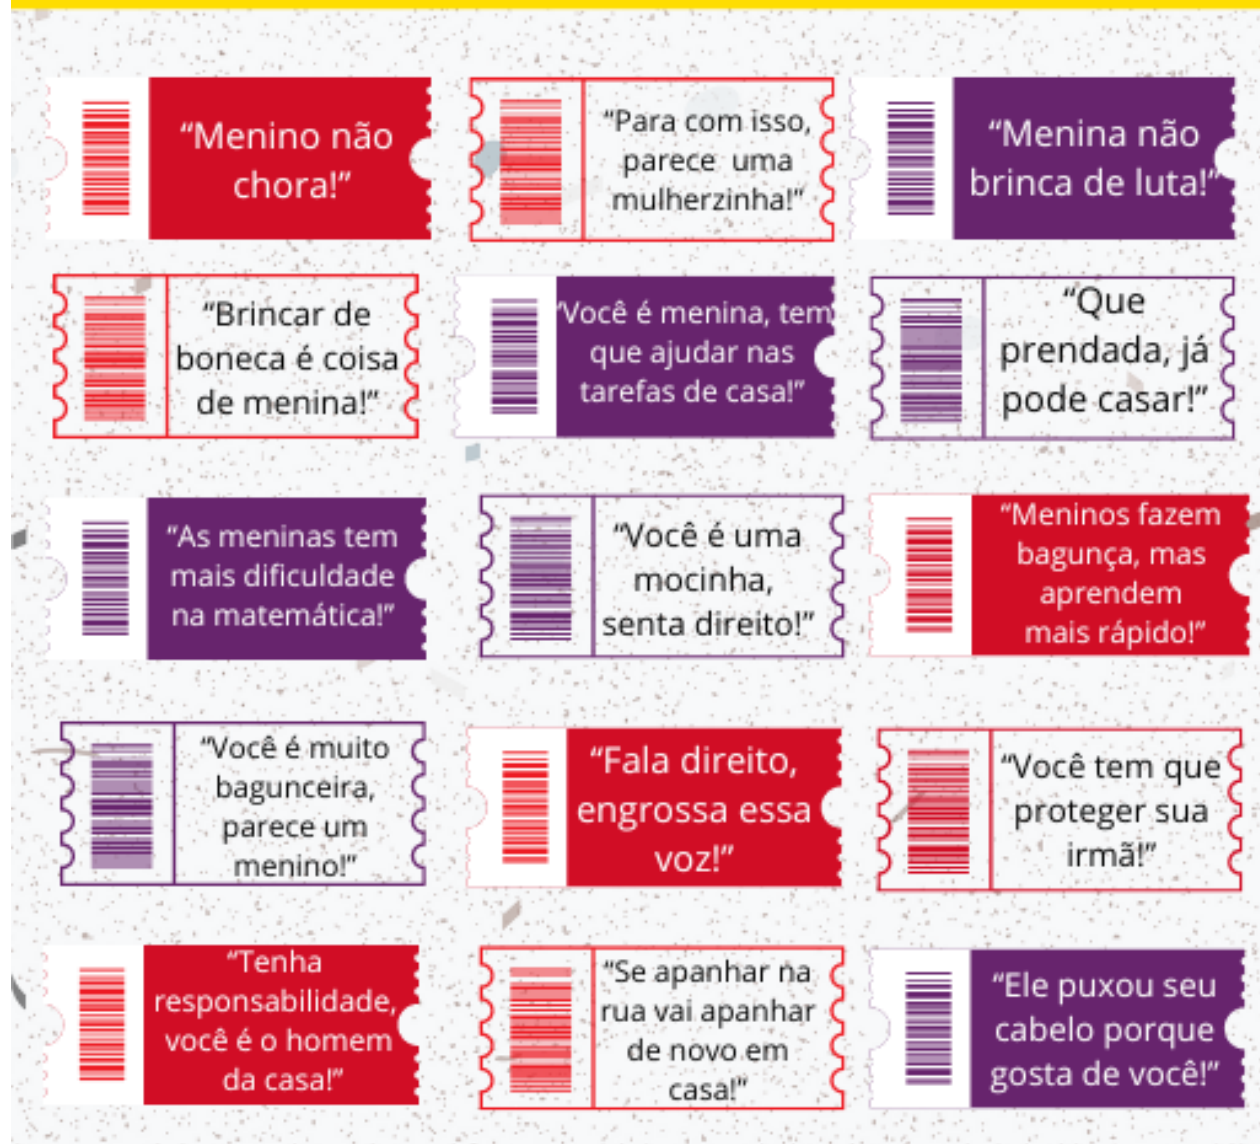 “Menino não
chora!”
“Para com isso,
parece uma
mulherzinha!”
“Menina não
brinca de luta!”
“Brincar de
boneca é coisa
de menina!”
“Você é menina, tem
que ajudar nas
tarefas de casa!”
“Que
prendada, já
pode casar!”
“As meninas tem
mais dificuldade
na matemática!”
“Você é uma
mocinha,
senta direito!”
“Meninos fazem
bagunça, mas
aprendem
mais rápido!”
“Você é muito
bagunceira,
parece um
menino!”
“Fala direito,
engrossa essa
voz!”
“Você tem que
proteger sua
irmã!”
“Tenha
responsabilidade,
você é o homem
da casa!”
“Se apanhar na
rua vai apanhar
de novo em
casa!”
“Ele puxou seu
cabelo porque
gosta de você!”